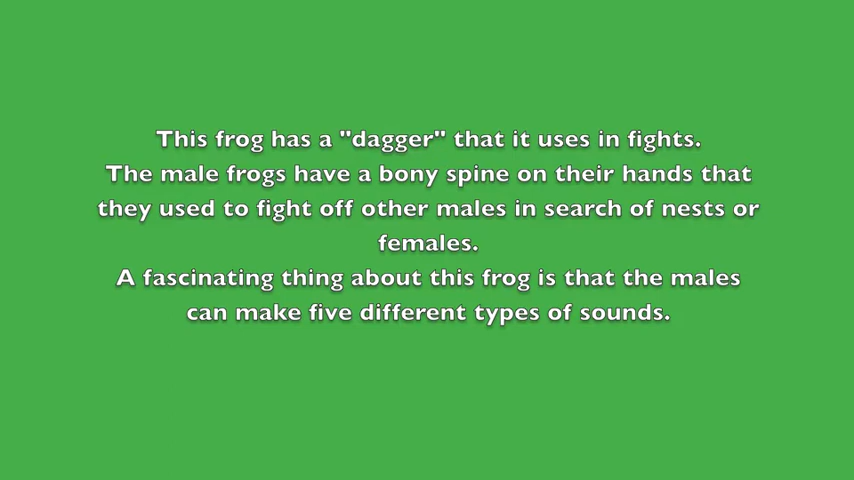 This frog has a "dagger" that it uses in fights.
The male frogs have a bony spine on their hands that
they used to fight off other males in search of nests or
females.
A fascinating thing about this frog is that the males
can make five different types of sounds.